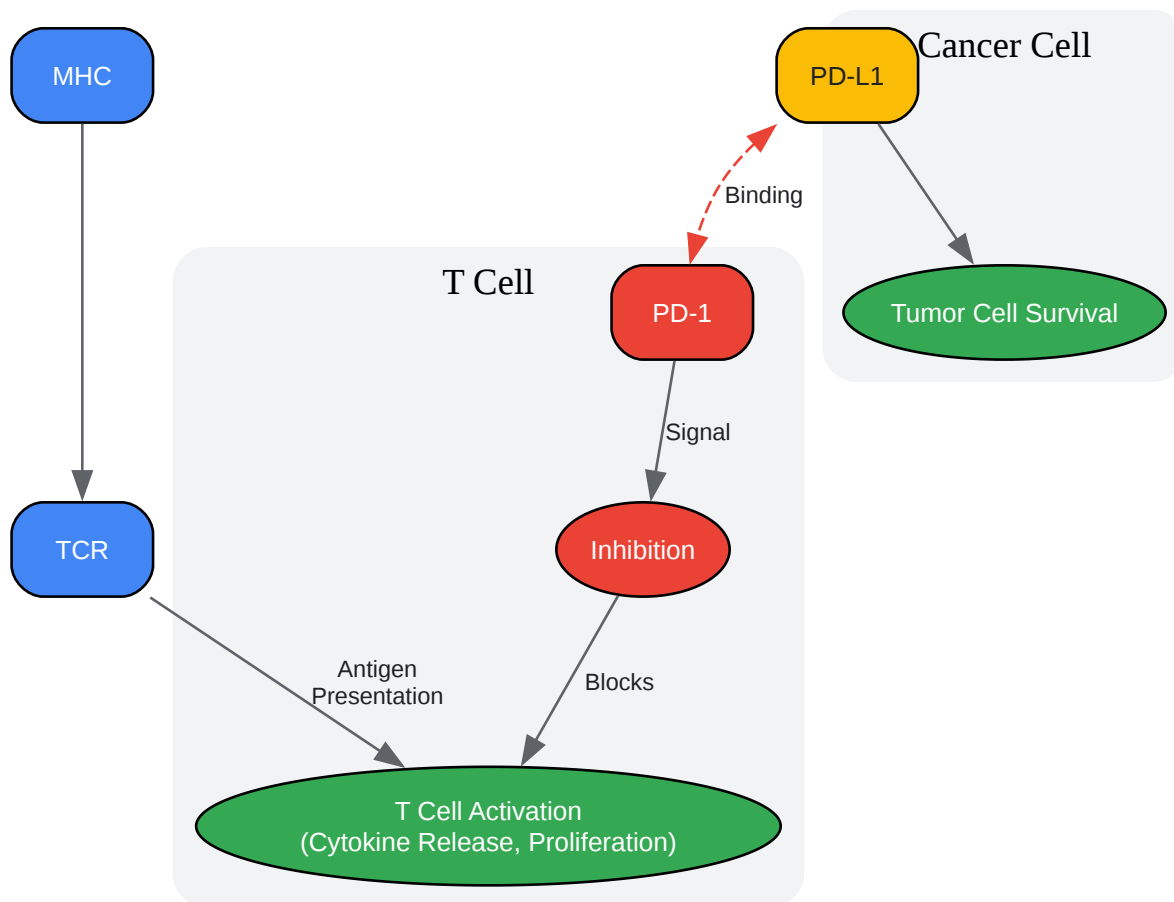 MHC
PD-L1
Cancer Cell
Binding
T Cell
PD-1
Tumor Cell Survival
Signal
TCR
Inhibition
Antigen
Presentation
Blocks
T Cell Activation
(Cytokine Release, Proliferation)